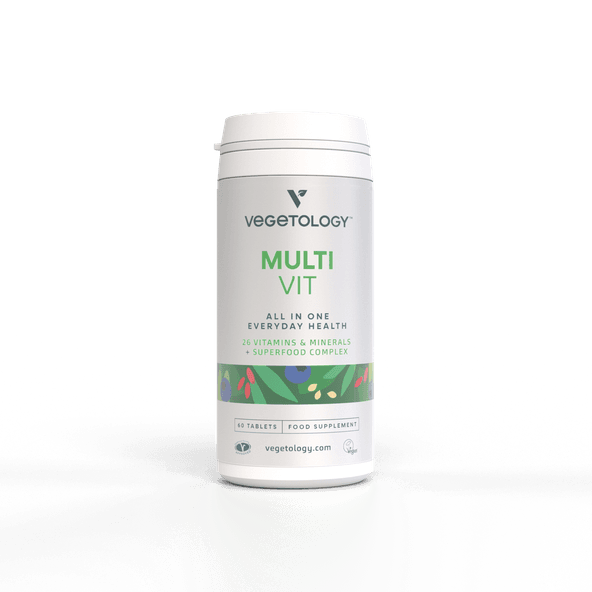 VEGETOLOGY™
MULTI
VIT
ALL IN ONE
EVERYDAY HEALTH
26 VITAMINS & MINERALS
+ SUPERFOOD COMPLEX
60 TABLETS | FOOD SUPPLEMENT
vegetology.com